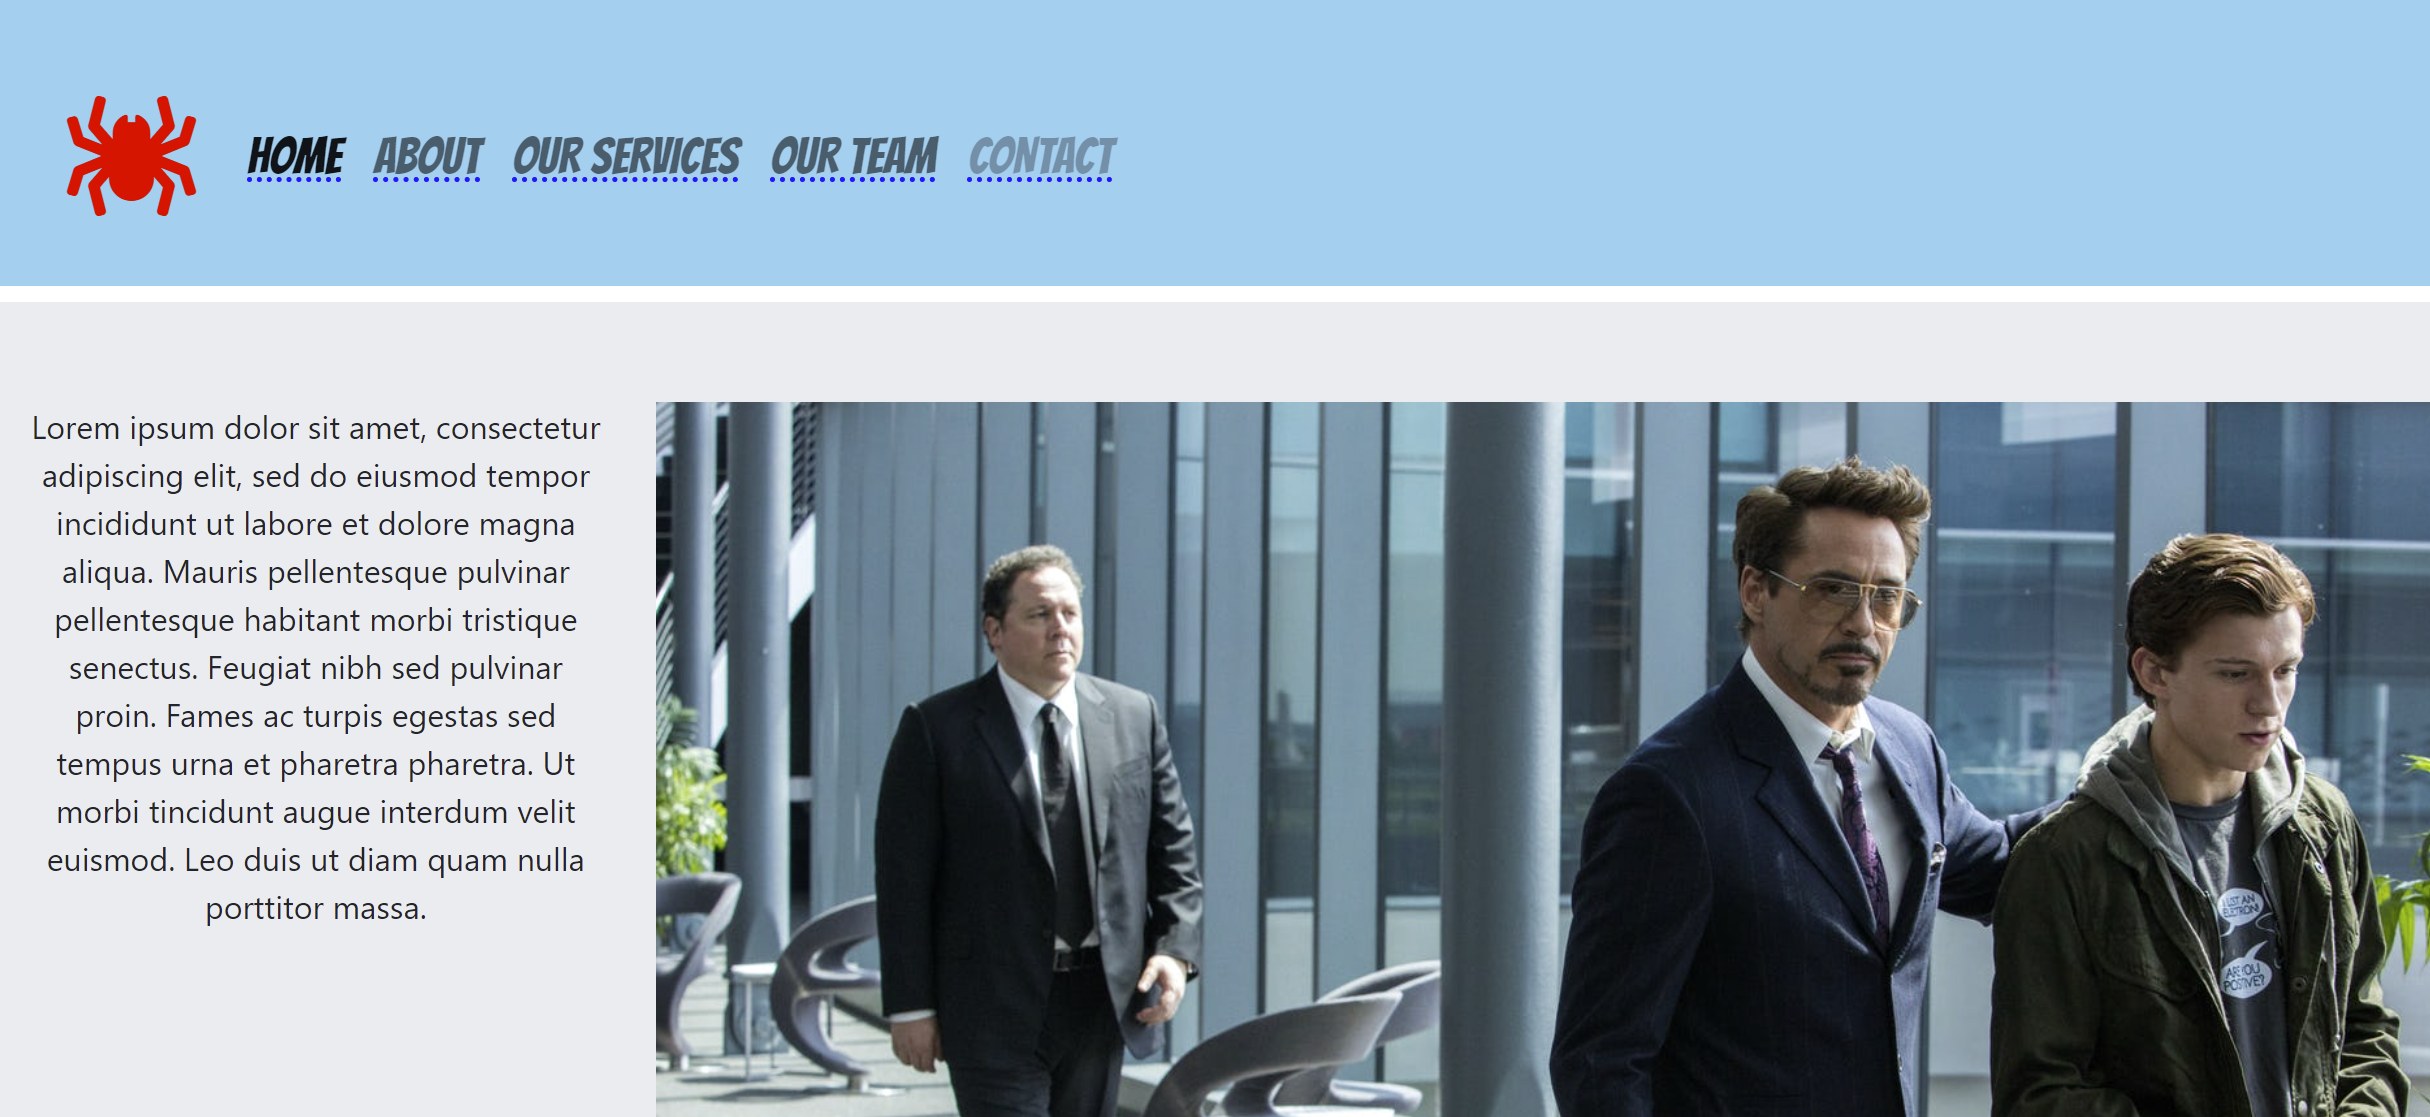 HOME ABOUT OUR SERVICES OUR TEAM CONTACT
Lorem ipsum dolor sit amet, consectetur
adipiscing elit, sed do eiusmod tempor
incididunt ut labore et dolore magna
aliqua. Mauris pellentesque pulvinar
pellentesque habitant morbi tristique
senectus. Feugiat nibh sed pulvinar
proin. Fames ac turpis egestas sed
tempus urna et pharetra pharetra. Ut
morbi tincidunt augue interdum velit
euismod. Leo duis ut diam quam nulla
porttitor massa.
I LOST AN
ELECTRON!
ARE YOU
POSITIVE?